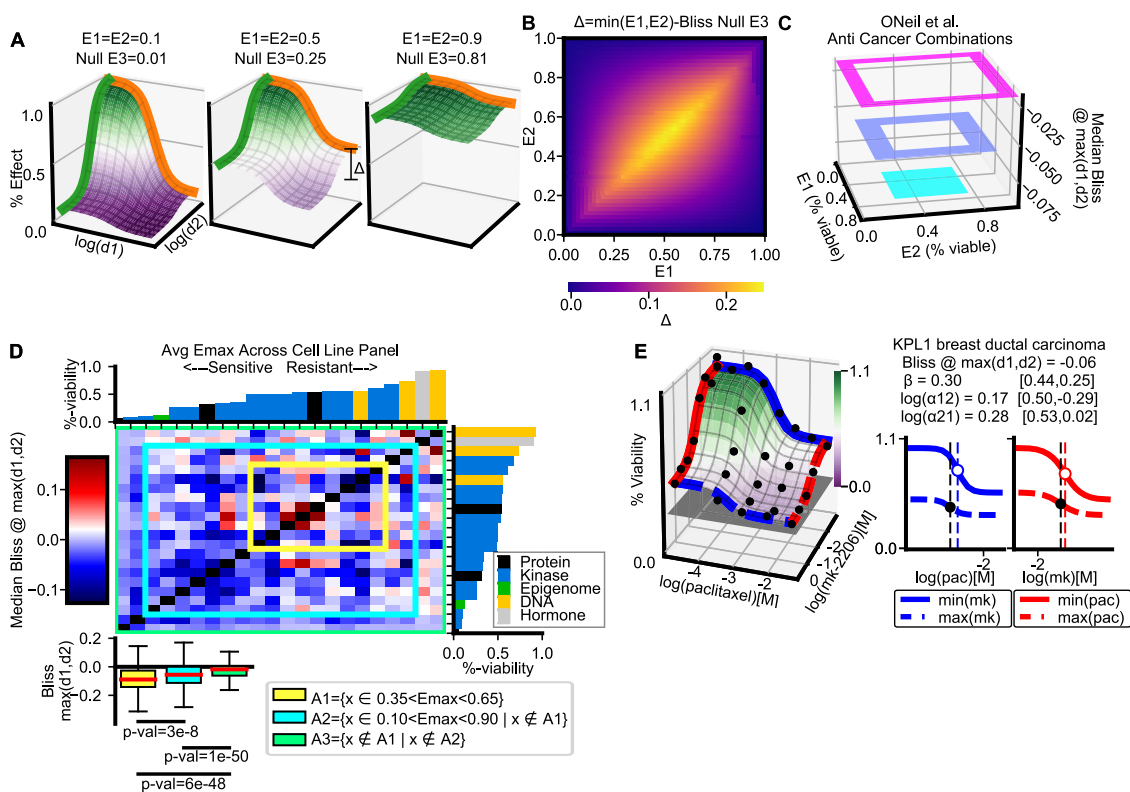 A
E1=E2=0.1
Null E3=0.01
E1=E2=0.5
Null E3=0.25
E1=E2=0.9
Null E3=0.81
% Effect
1.0
0.5
0.0
log(d1)
log(d2)
Δ
B
Δ=min(E1,E2)-Bliss Null E3
E2
1.0
0.8
0.6
0.4
0.2
0.0
0.00
0.25
0.50
0.75
1.00
E1
0.0
0.1
0.2
Δ
C
ONeil et al.
Anti Cancer Combinations
−0.025
−0.050
−0.075
Median Bliss
@ max(d1,d2)
0.0
0.4
0.8
E1 (% viable)
0.0
0.4
0.8
E2 (% viable)
D
Avg Emax Across Cell Line Panel
<---Sensitive Resistant--->
%-viability
1.0
0.5
0.0
Median Bliss @ max(d1,d2)
0.1
0.0
−0.1
Protein
Kinase
Epigenome
DNA
Hormone
0.0
0.5
1.0
%-viability
Bliss
max(d1,d2)
0.2
0.0
−0.2
p-val=3e-8
p-val=1e-50
p-val=6e-48
A1={x ∈ 0.35<Emax<0.65}
A2={x ∈ 0.10<Emax<0.90 | x ∉ A1}
A3={x ∉ A1 | x ∉ A2}
E
% Viability
1.1
0.0
−4
−3
−2
log(paclitaxel)[M]
−2
−1
log(mk-2206)[M]
1.1
0.0
KPL1 breast ductal carcinoma
Bliss @ max(d1,d2) = -0.06
β = 0.30 [0.44,0.25]
log(α12) = 0.17 [0.50,-0.29]
log(α21) = 0.28 [0.53,0.02]
1.1
0.0
−2
log(pac)[M]
−2
log(mk)[M]
min(mk)
max(mk)
min(pac)
max(pac)